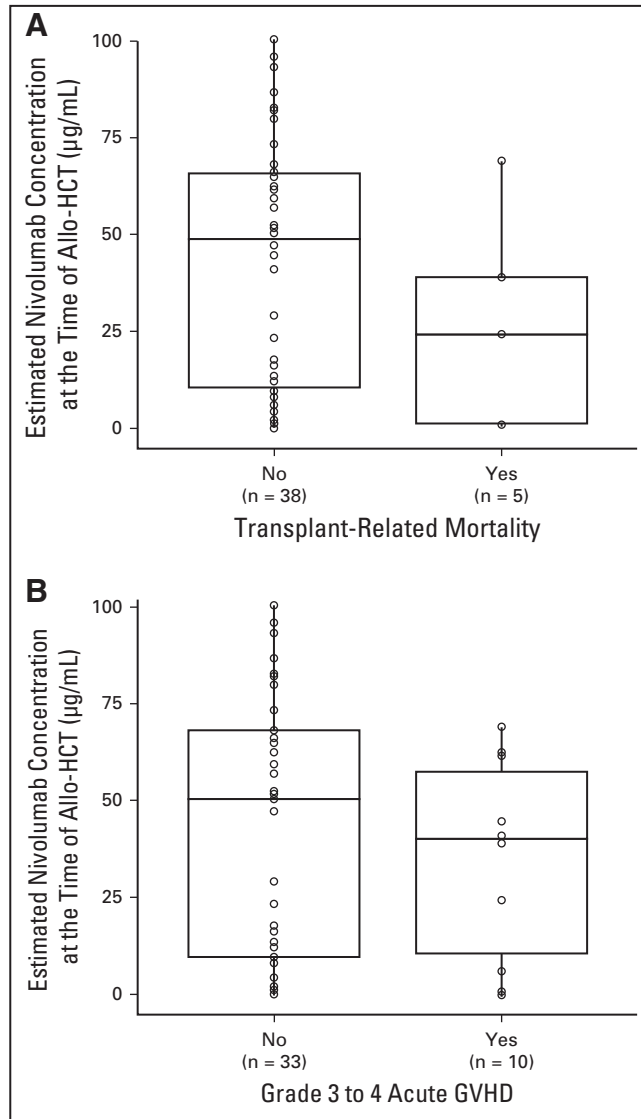 A
Estimated Nivolumab Concentration
at the Time of Allo-HCT (µg/mL)
100
75
50
25
0
No
(n = 38)
Yes
(n = 5)
Transplant-Related Mortality
B
Estimated Nivolumab Concentration
at the Time of Allo-HCT (µg/mL)
100
75
50
25
0
No
(n = 33)
Yes
(n = 10)
Grade 3 to 4 Acute GVHD